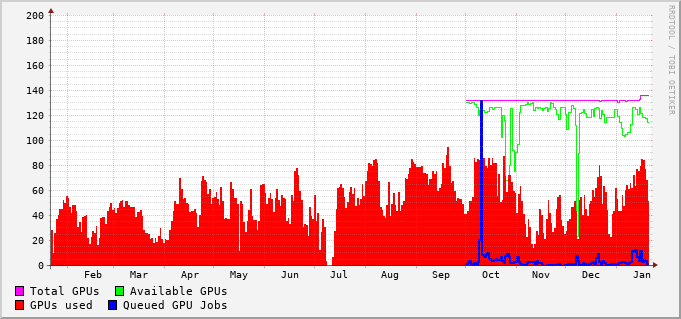 200
180
160
140
120
100
80
60
40
20
0
Feb Mar Apr May Jun Jul Aug Sep Oct Nov Dec Jan
Total GPUs Available GPUs
GPUs used Queued GPU Jobs
RRDTOOL / TOBI OETIKER